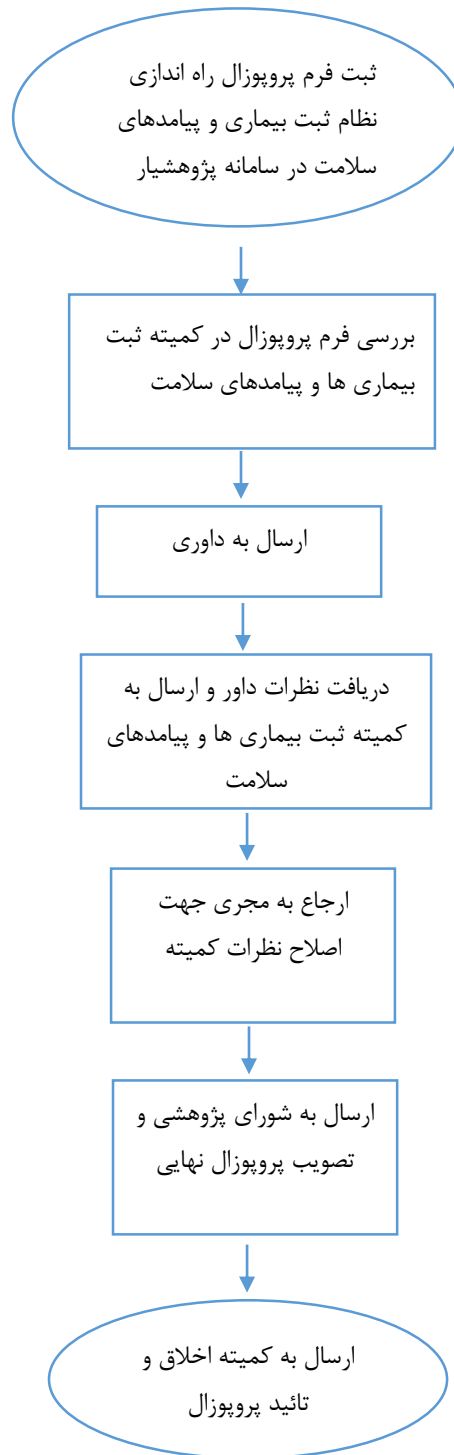 ثبت فرم پروپوزال راه اندازی
نظام ثبت بیماری و پیامدهای
سلامت در سامانه پژوهشیار
بررسی فرم پروپوزال در کمیته ثبت
بیماری ها و پیامدهای سلامت
ارسال به داوری
دریافت نظرات داور و ارسال به
کمیته ثبت بیماری ها و پیامدهای
سلامت
ارجاع به مجری جهت
اصلاح نظرات کمیته
ارسال به شورای پژوهشی و
تصویب پروپوزال نهایی
ارسال به کمیته اخلاق و
تائید پروپوزال